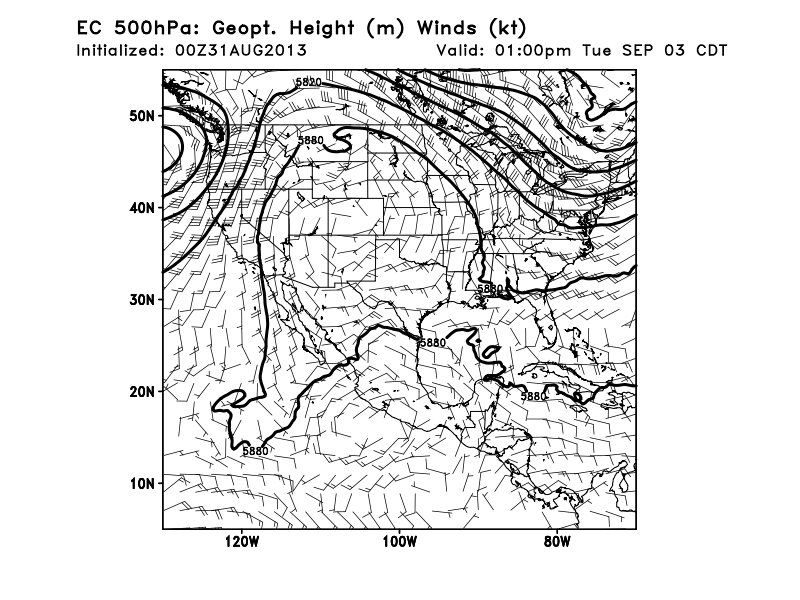 EC 500hPa: Geopt. Height (m) Winds (kt)
Initialized: 00Z31AUG2013 Valid: 01:00pm Tue SEP 03 CDT
5820
50N
5880
40N
5880
30N
5880
20N
5880
5880
10N
120W 100W 80W